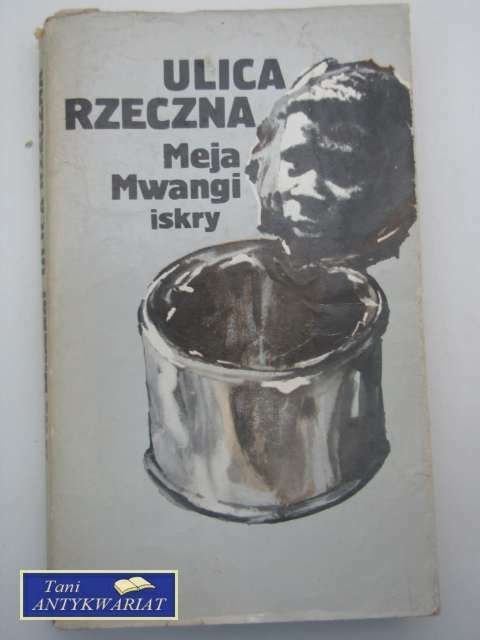 ULICA
RZECZNA
Meja
Mwangi
iskry
Tani
ANTYKWARIAT